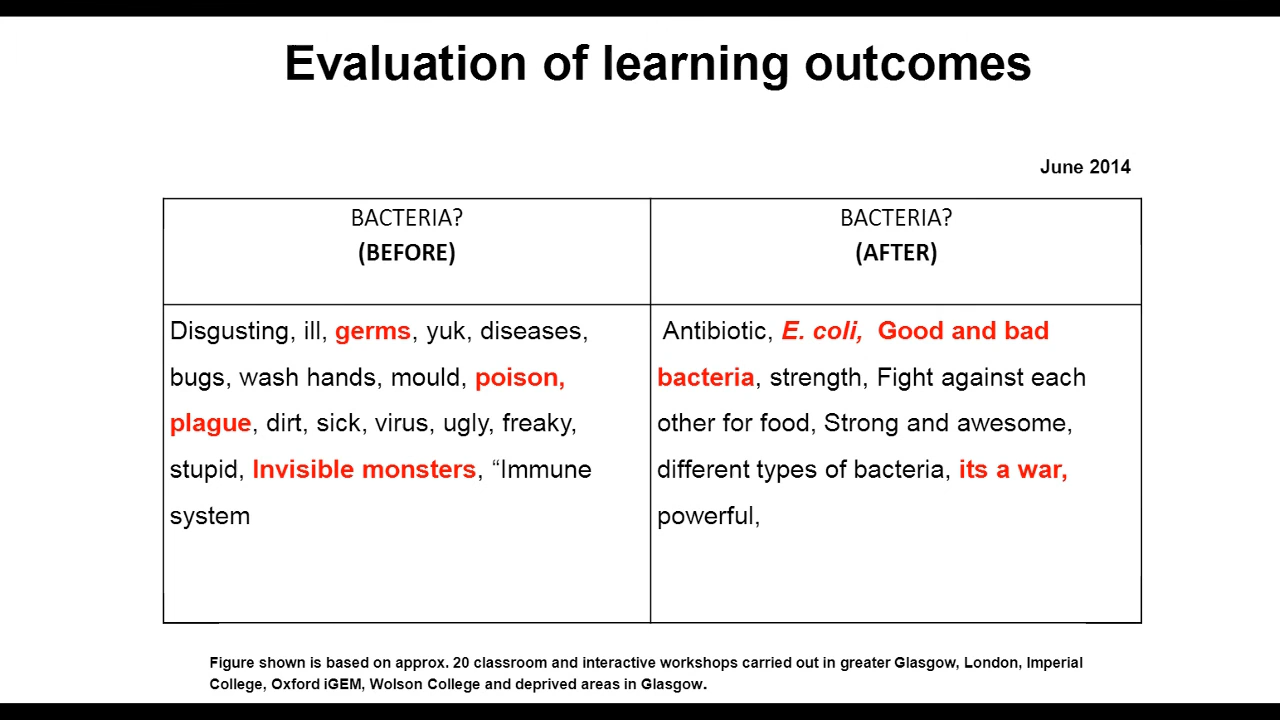 Evaluation of learning outcomes
June 2014
BACTERIA?
(BEFORE)
BACTERIA?
(AFTER)
Disgusting, ill, germs, yuk, diseases,
bugs, wash hands, mould, poison,
plague, dirt, sick, virus, ugly, freaky,
stupid, Invisible monsters, “Immune
system
Antibiotic, E. coli, Good and bad
bacteria, strength, Fight against each
other for food, Strong and awesome,
different types of bacteria, its a war,
powerful,
Figure shown is based on approx. 20 classroom and interactive workshops carried out in greater Glasgow, London, Imperial
College, Oxford iGEM, Wolson College and deprived areas in Glasgow.